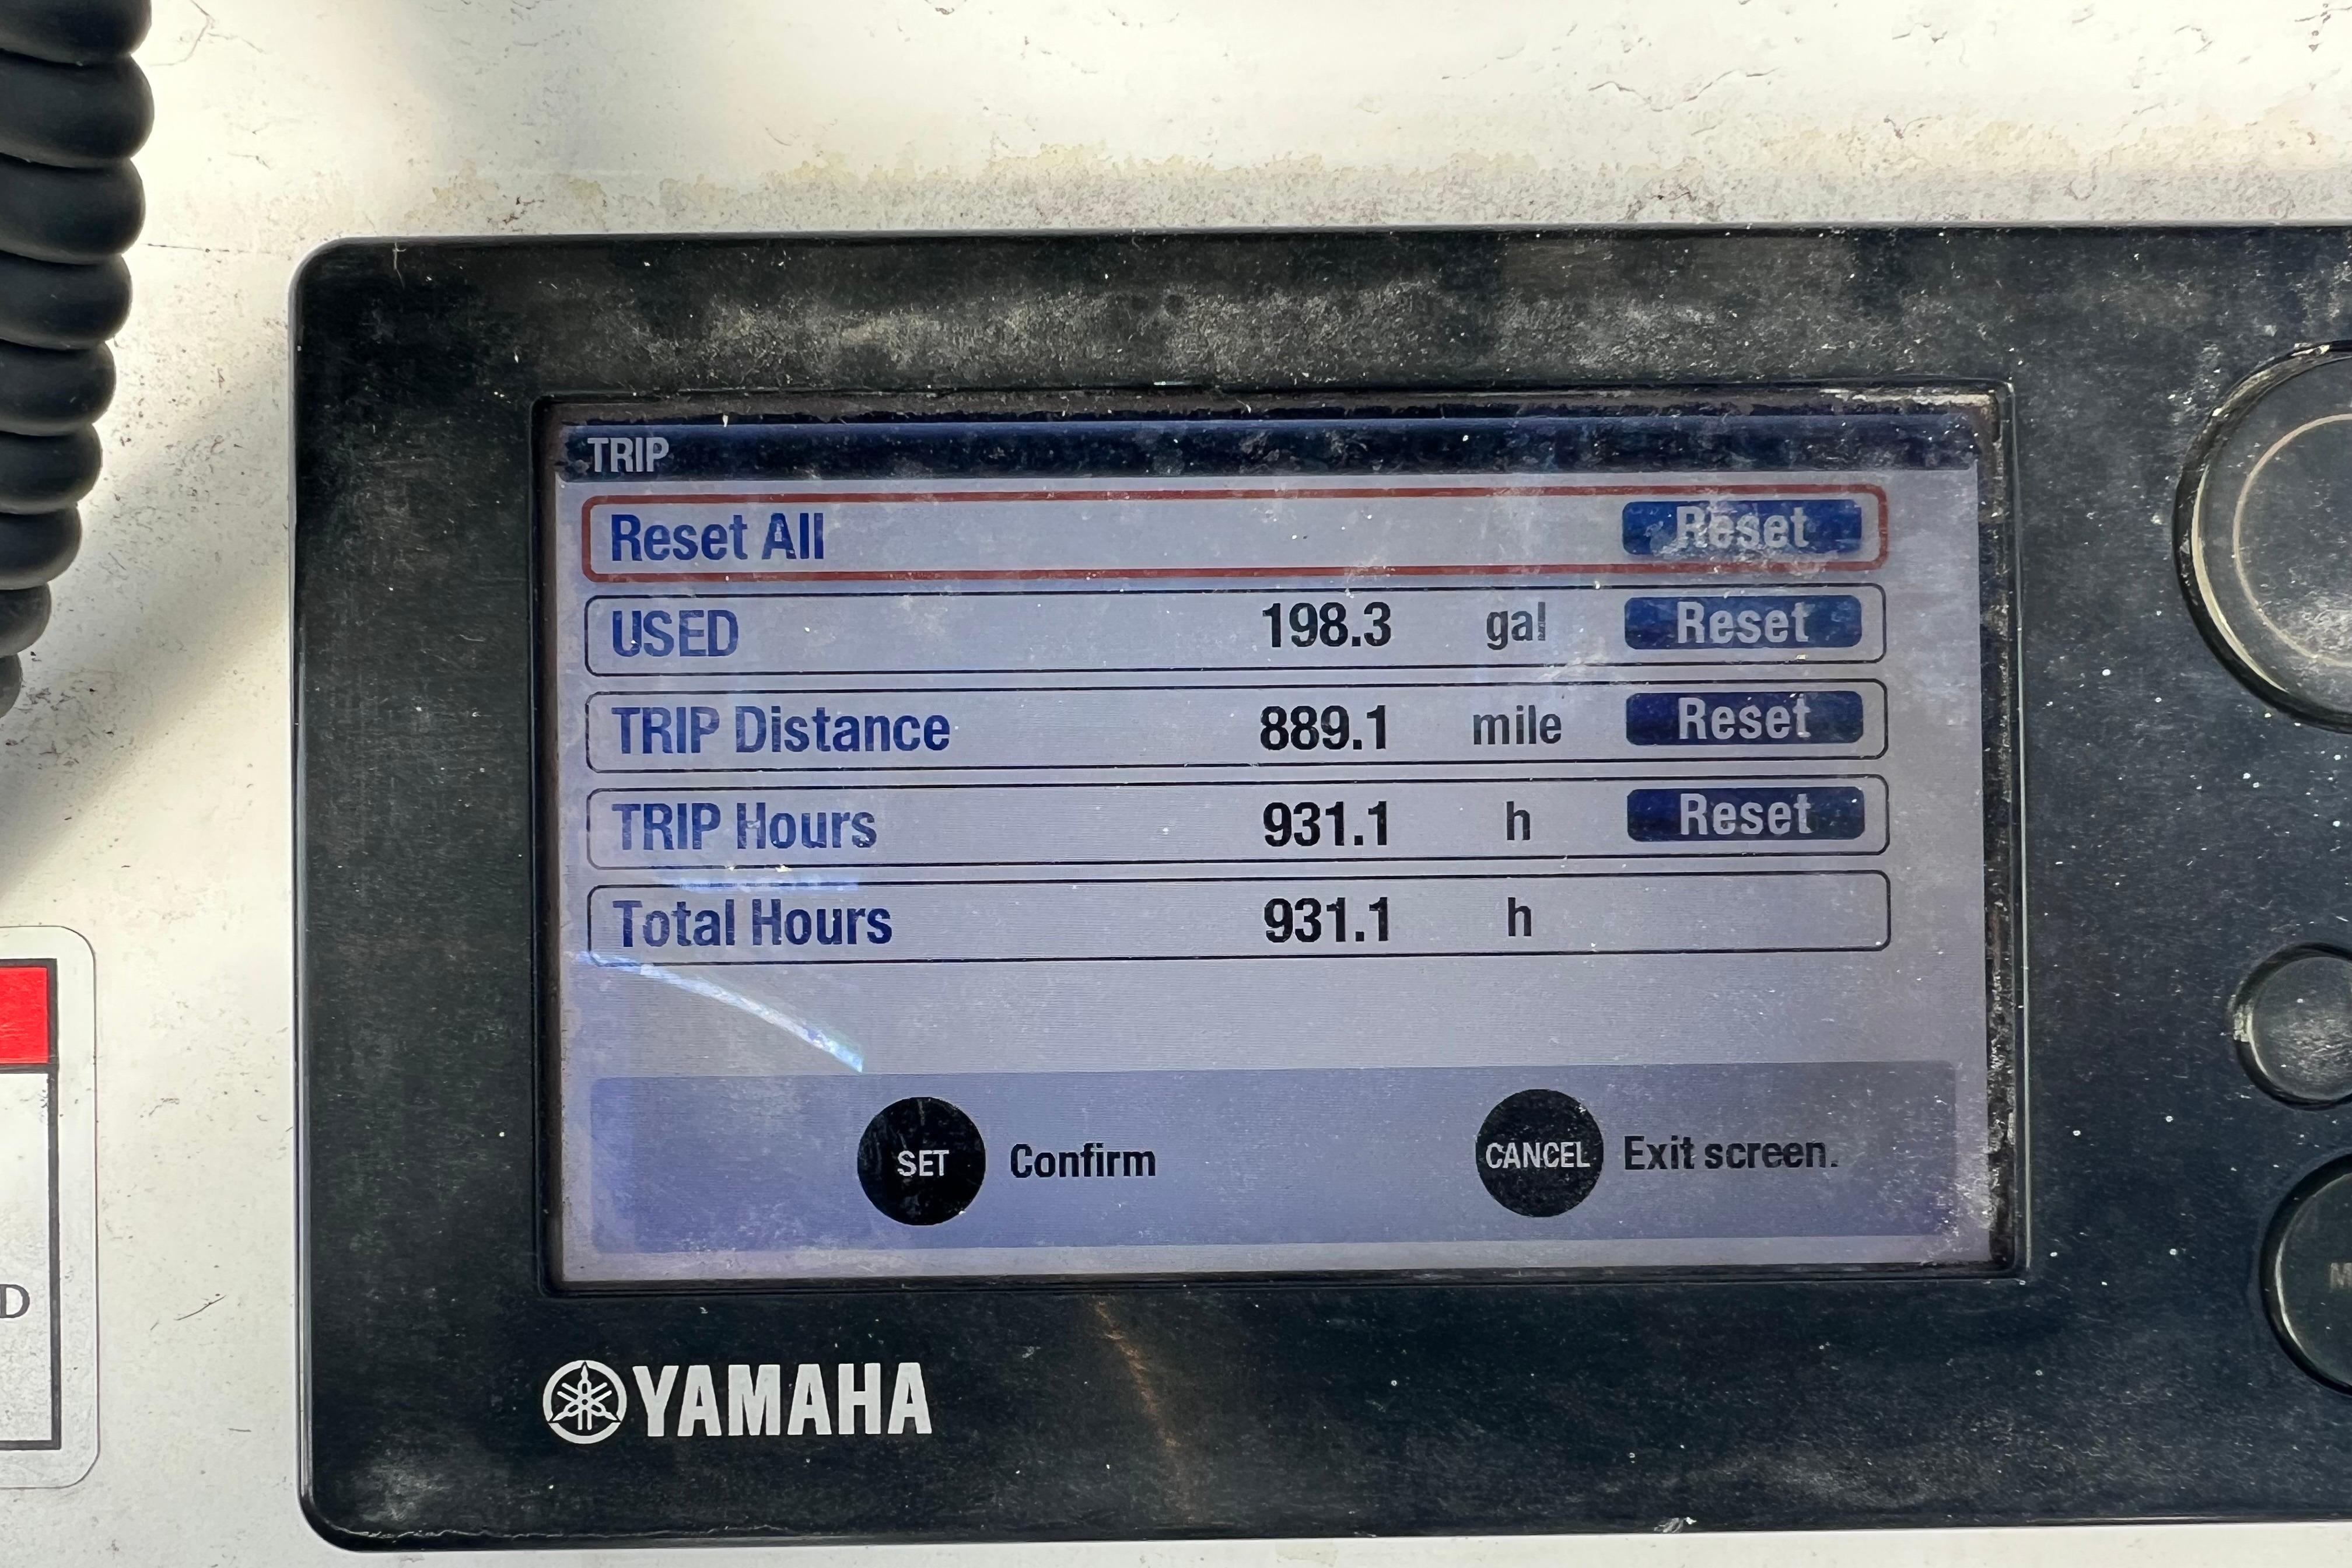 TRIP
Reset All Reset
USED 198.3 gal Reset
TRIP Distance 889.1 mile Reset
TRIP Hours 931.1 h Reset
Total Hours 931.1 h
SET Confirm CANCEL Exit screen.
D
YAMAHA